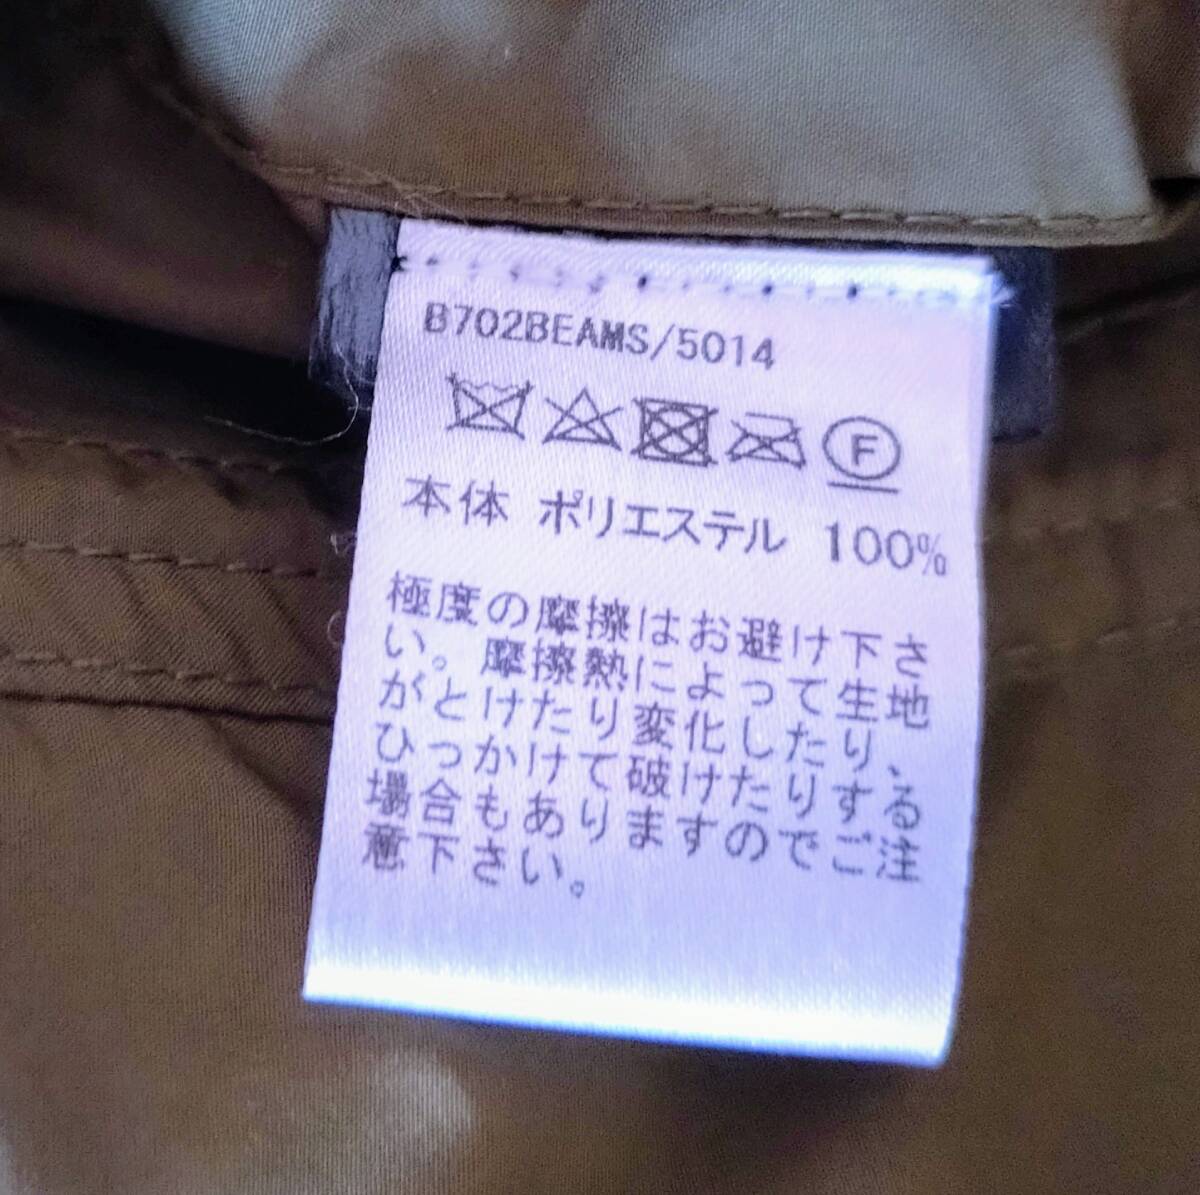 B702BEAMS/5014
F
本体 ポリエステル 100%
極度の摩擦はお避け下さ
い。摩擦熱によって生地
がとけたり変化したり、
ひっかけて破けたりする
場合もありますのでご注
意下さい。